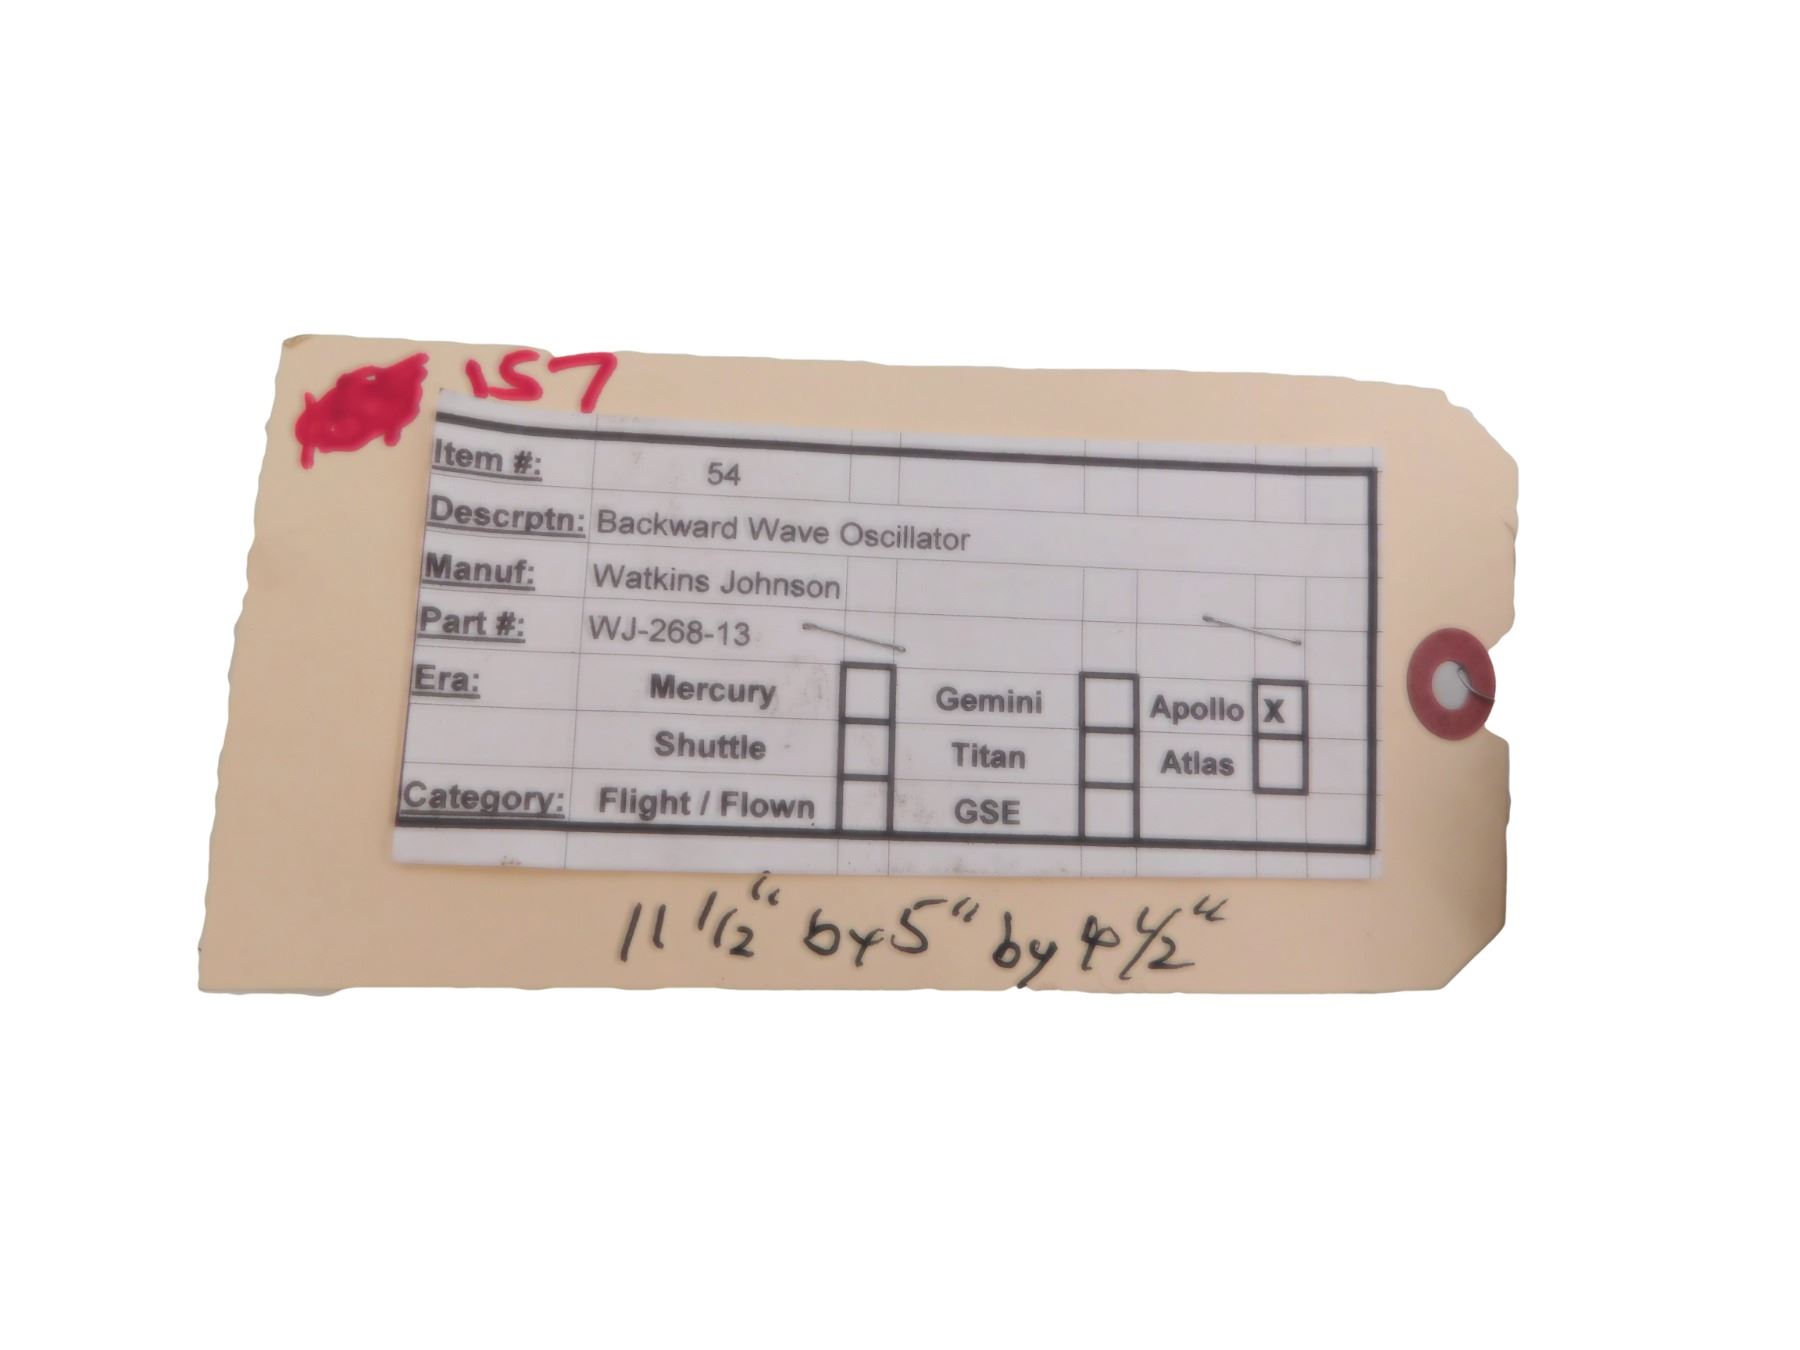 157
Item #: 54
Descrptn: Backward Wave Oscillator
Manuf: Watkins Johnson
Part #: WJ-268-13
Era: Mercury Gemini Apollo X
Shuttle Titan Atlas
Category: Flight / Flown GSE
11 1/2" by 5" by 4 1/2"